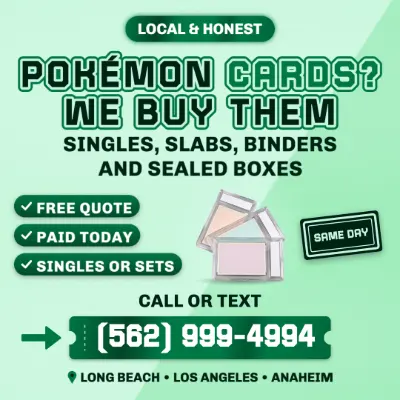 LOCAL & HONEST
POKÉMON CARDS?
WE BUY THEM
SINGLES, SLABS, BINDERS
AND SEALED BOXES
FREE QUOTE
PAID TODAY
SINGLES OR SETS
SAME DAY
CALL OR TEXT
(562) 999-4994
LONG BEACH • LOS ANGELES • ANAHEIM